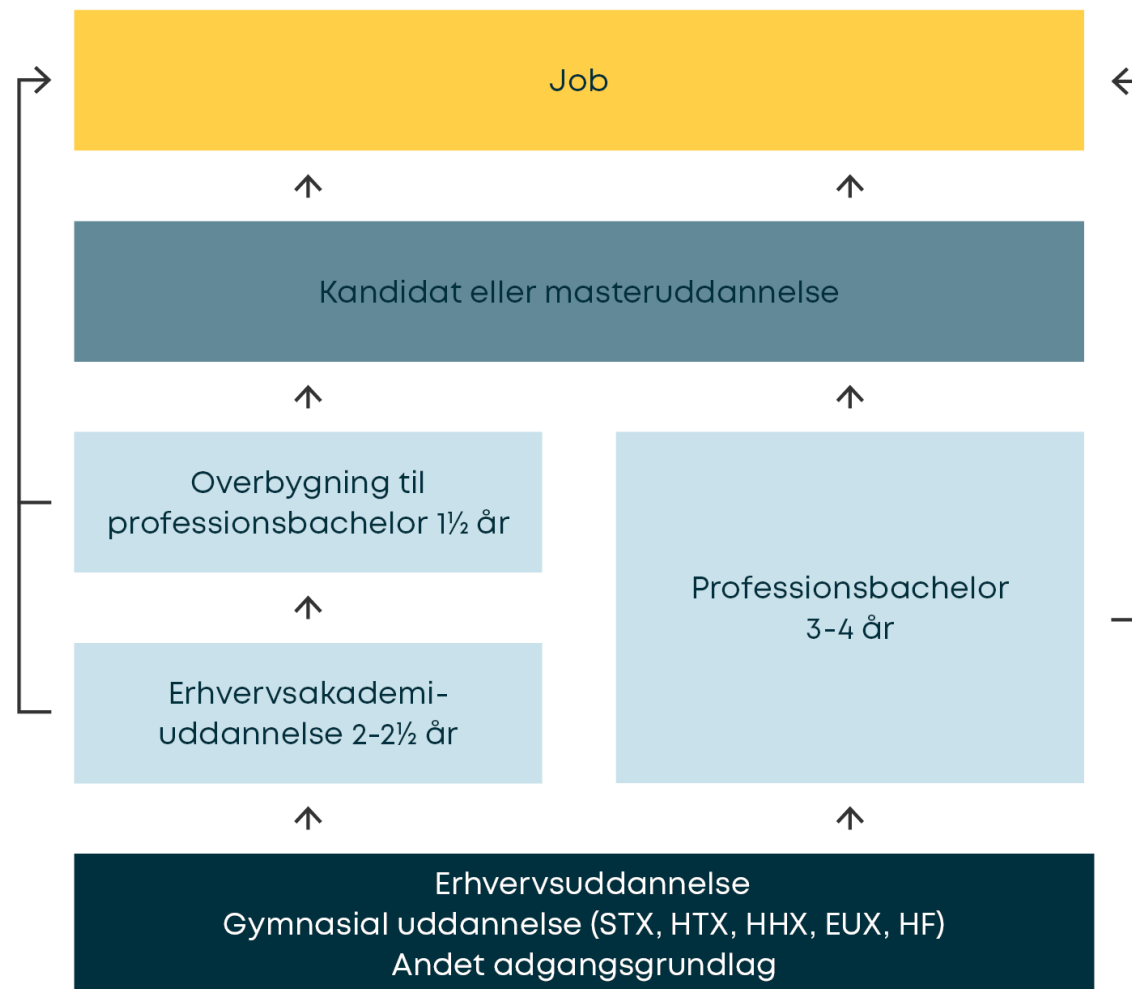 Job
Kandidat eller masteruddannelse
Overbygning til
professionsbachelor 1½ år
Professionsbachelor
3-4 år
Erhvervsakademi-
uddannelse 2-2½ år
Erhvervsuddannelse
Gymnasial uddannelse (STX, HTX, HHX, EUX, HF)
Andet adgangsgrundlag